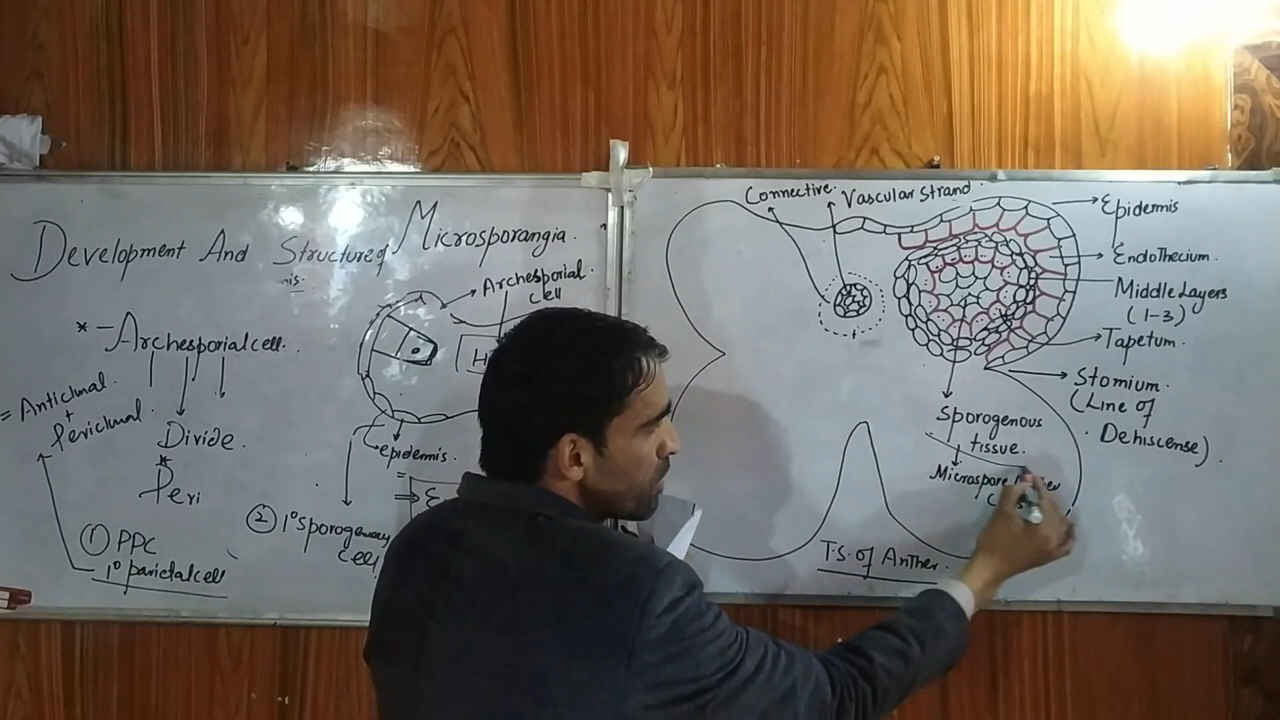 Development And Structure of Microsporangia.
mis.
* - Archesporial cell.
= Anticlinal
+
Periclinal.
Divide.
*
Peri
① PPC
1° parietal cell
② 1° sporogenous
cell
Archesporial
cell
H
epidermis.
=
⇒ E
Connective.
Vascular Strand
Epidermis
Endothecium.
Middle Layers
(1-3)
Tapetum.
Stomium.
(Line of
Dehiscense)
Sporogenous
tissue.
Microspore
T.S. of Anther.